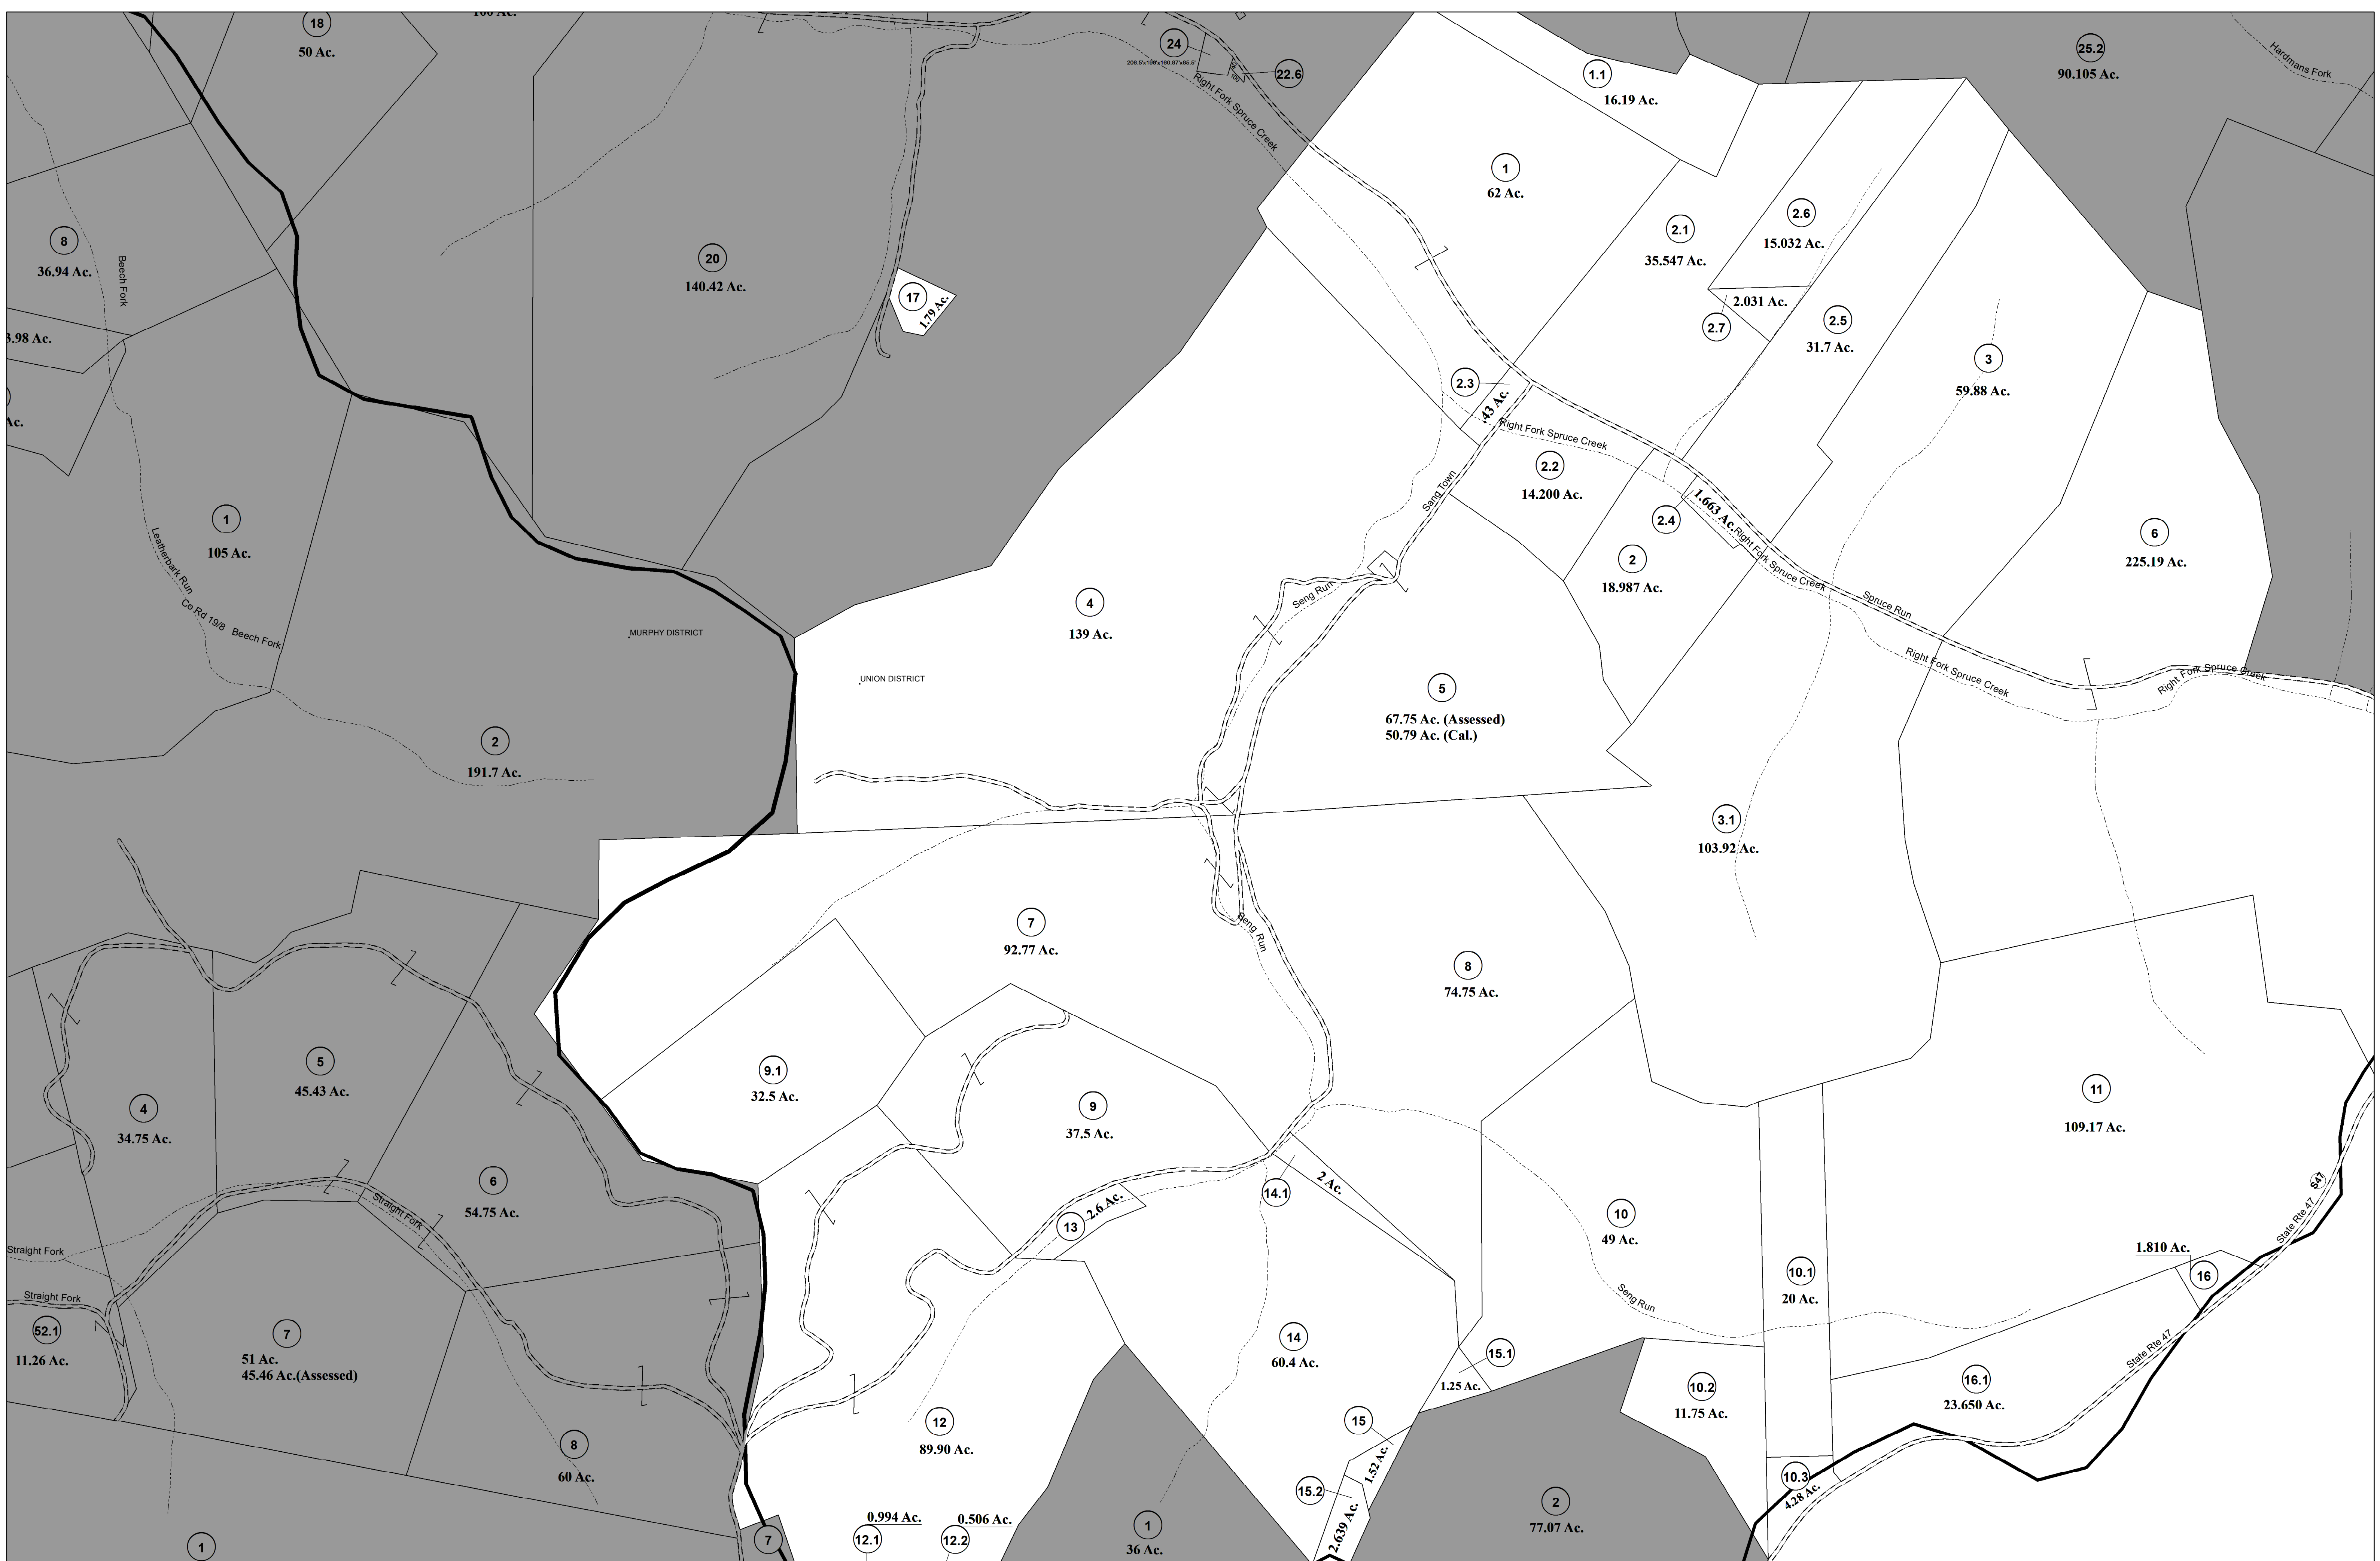 18
50 Ac.
24
206.5'x198'x160.87'x65.5'
22.6
Right Fork Spruce Creek
1.1
16.19 Ac.
25.2
90.105 Ac.
Hardmans Fork
1
62 Ac.
8
36.94 Ac.
Beech Fork
20
140.42 Ac.
17
1.79 Ac.
2.1
35.547 Ac.
2.6
15.032 Ac.
2.031 Ac.
2.7
2.5
31.7 Ac.
3
59.88 Ac.
3.98 Ac.
Ac.
2.3
.43 Ac.
Right Fork Spruce Creek
2.2
14.200 Ac.
Sang Town
1
105 Ac.
Leatherbark Run
Co Rd 19/8
Beech Fork
2.4
1.663 Ac.
Right Fork Spruce Creek
2
18.987 Ac.
6
225.19 Ac.
Spruce Run
Right Fork Spruce Creek
Right Fork Spruce Creek
4
139 Ac.
Seng Run
MURPHY DISTRICT
UNION DISTRICT
5
67.75 Ac. (Assessed)
50.79 Ac. (Cal.)
2
191.7 Ac.
3.1
103.92 Ac.
7
92.77 Ac.
Seng Run
8
74.75 Ac.
5
45.43 Ac.
4
34.75 Ac.
9.1
32.5 Ac.
9
37.5 Ac.
11
109.17 Ac.
6
54.75 Ac.
Straight Fork
Straight Fork
Straight Fork
14.1
2 Ac.
13
2.6 Ac.
10
49 Ac.
S47
State Rte 47
1.810 Ac.
16
10.1
20 Ac.
Seng Run
52.1
11.26 Ac.
7
51 Ac.
45.46 Ac.(Assessed)
14
60.4 Ac.
15.1
1.25 Ac.
State Rte 47
10.2
11.75 Ac.
16.1
23.650 Ac.
12
89.90 Ac.
15
1.52 Ac.
8
60 Ac.
10.3
4.28 Ac.
15.2
2.639 Ac.
2
77.07 Ac.
0.994 Ac.
0.506 Ac.
1
7
12.1
12.2
1
36 Ac.